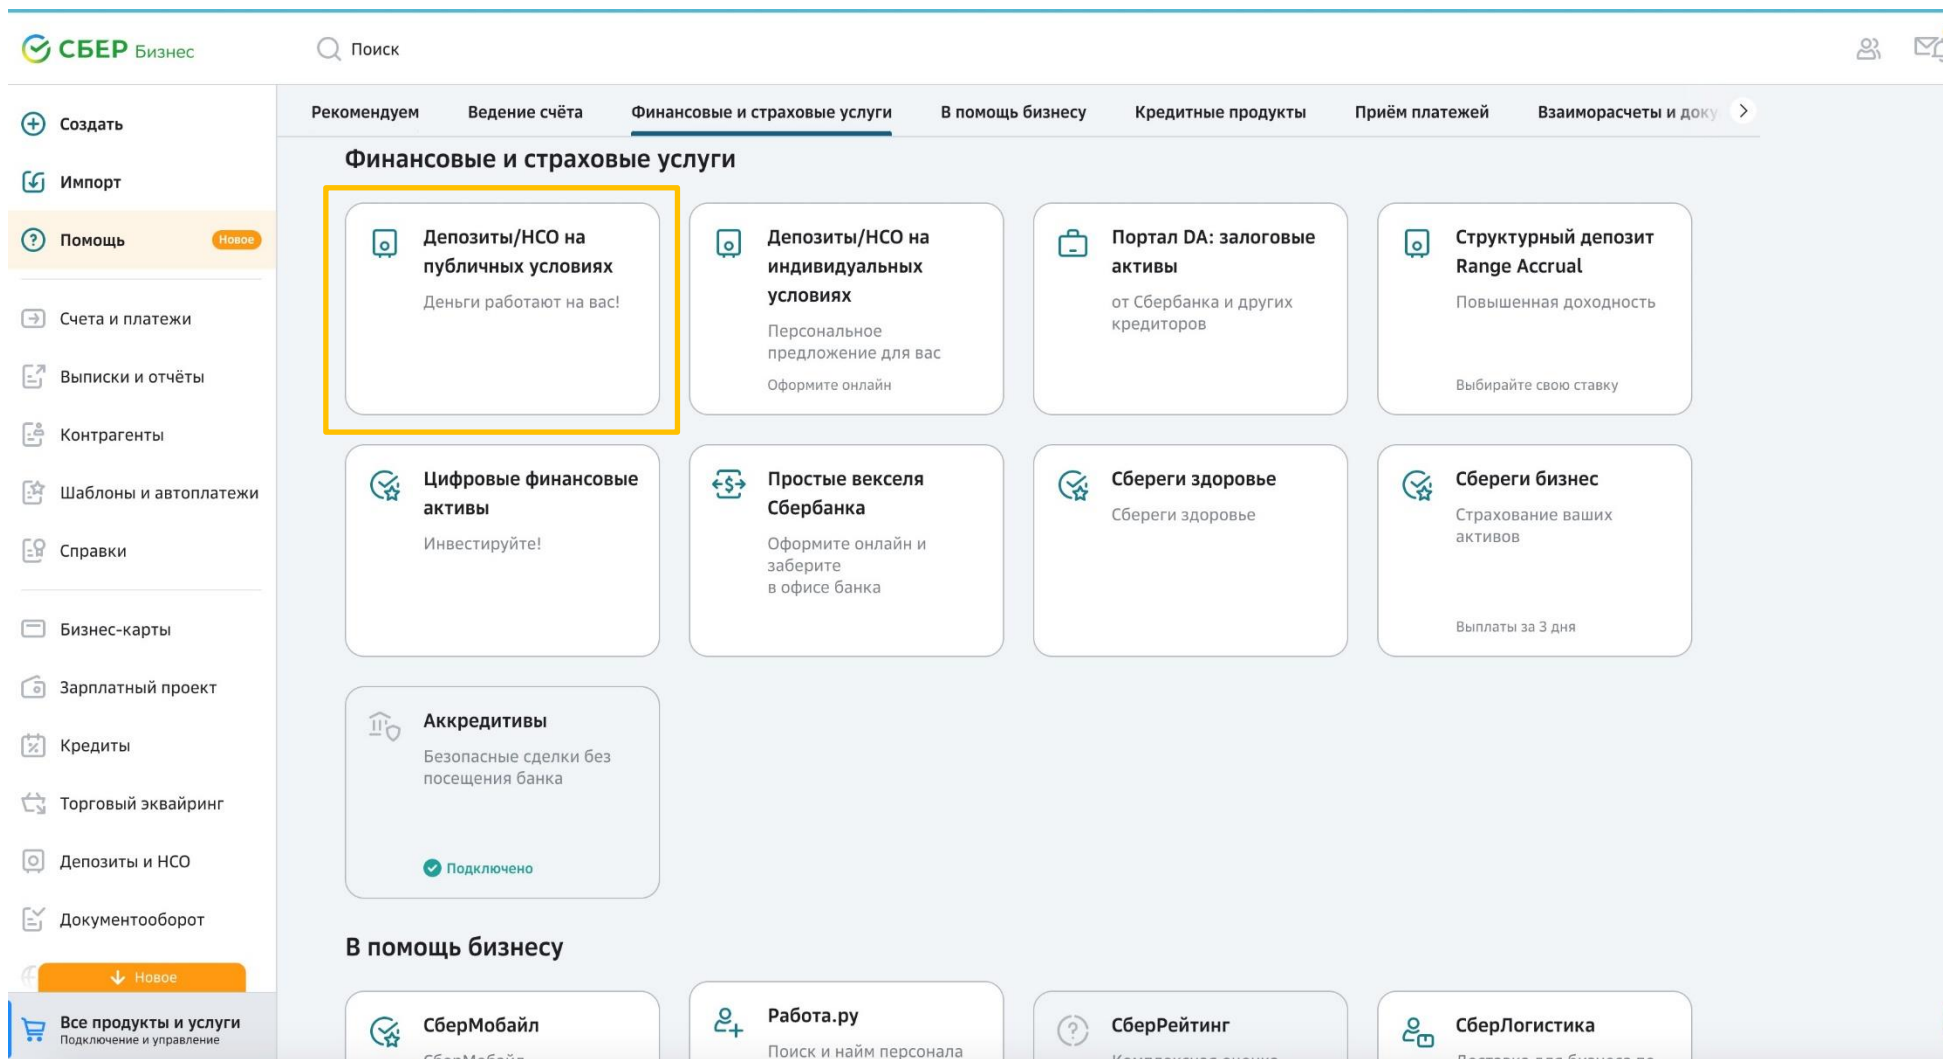 СБЕР Бизнес
Поиск
Создать
Импорт
Помощь
Новое
Счета и платежи
Выписки и отчёты
Контрагенты
Шаблоны и автоплатежи
Справки
Бизнес-карты
Зарплатный проект
Кредиты
Торговый эквайринг
Депозиты и НСО
Документооборот
Новое
Все продукты и услуги
Подключение и управление
Рекомендуем
Ведение счёта
Финансовые и страховые услуги
В помощь бизнесу
Кредитные продукты
Приём платежей
Взаиморасчеты и доку
Финансовые и страховые услуги
Депозиты/НСО на
публичных условиях
Деньги работают на вас!
Депозиты/НСО на
индивидуальных
условиях
Персональное
предложение для вас
Оформите онлайн
Портал DA: залоговые
активы
от Сбербанка и других
кредиторов
Структурный депозит
Range Accrual
Повышенная доходность
Выбирайте свою ставку
Цифровые финансовые
активы
Инвестируйте!
Простые векселя
Сбербанка
Оформите онлайн и
заберите
в офисе банка
Сбереги здоровье
Сбереги здоровье
Сбереги бизнес
Страхование ваших
активов
Выплаты за 3 дня
Аккредитивы
Безопасные сделки без
посещения банка
Подключено
В помощь бизнесу
СберМобайл
СберМобайл
Работа.ру
Поиск и найм персонала
СберРейтинг
СберЛогистика